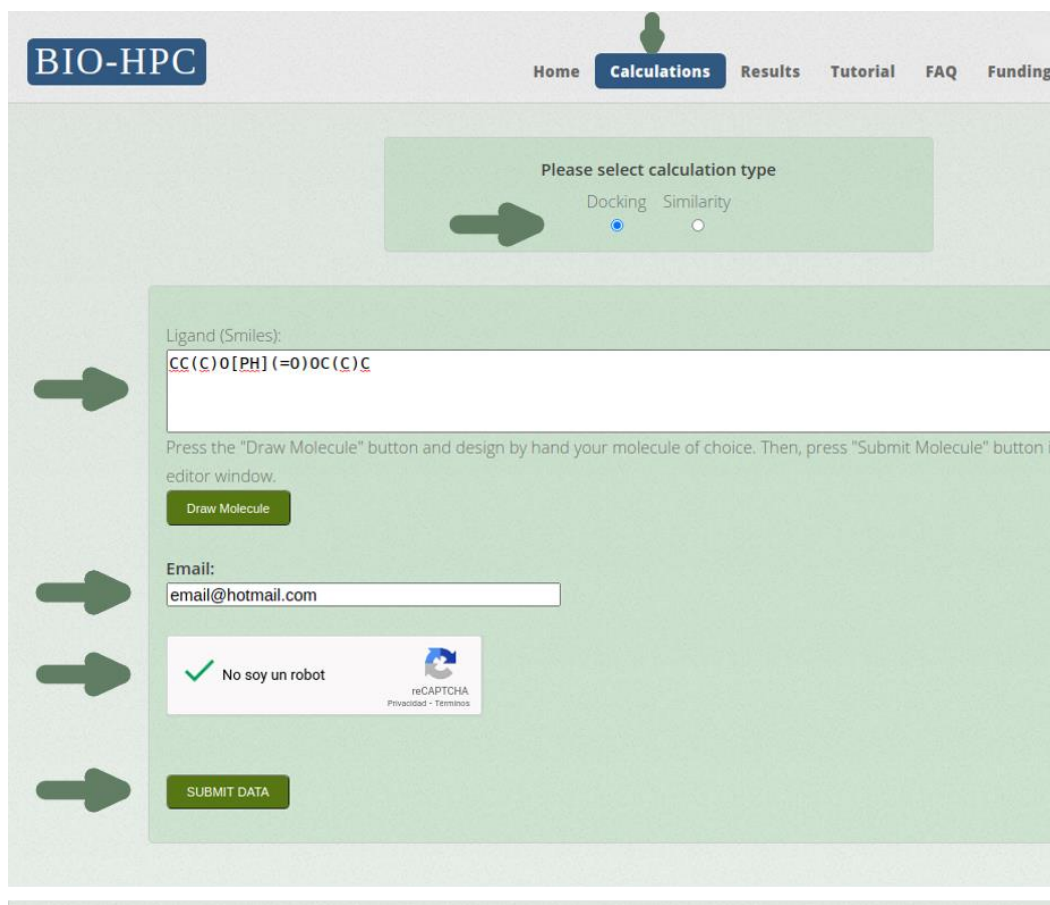 BIO-HPC
Home Calculations Results Tutorial FAQ Funding
Please select calculation type
Docking Similarity
Ligand (Smiles):
CC(C)O[PH](=O)OC(C)C
Press the "Draw Molecule" button and design by hand your molecule of choice. Then, press "Submit Molecule" button
editor window.
Draw Molecule
Email:
email@hotmail.com
No soy un robot
reCAPTCHA
Privacidad - Términos
SUBMIT DATA